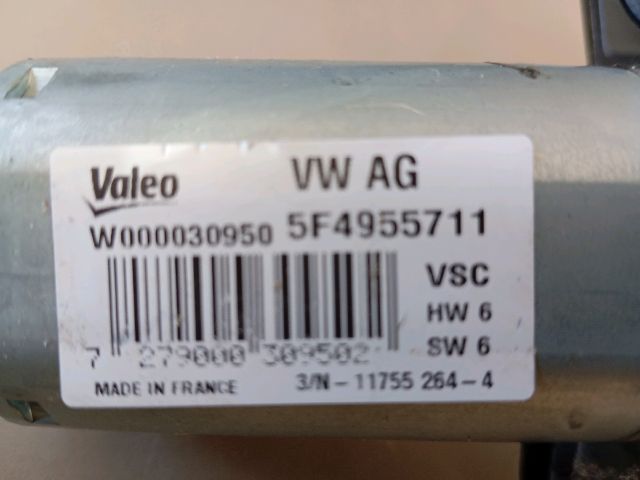 Valeo
VW AG
W000030950 5F4955711
VSC
HW 6
SW 6
7 279000 309502
MADE IN FRANCE
3/N-11755 264-4